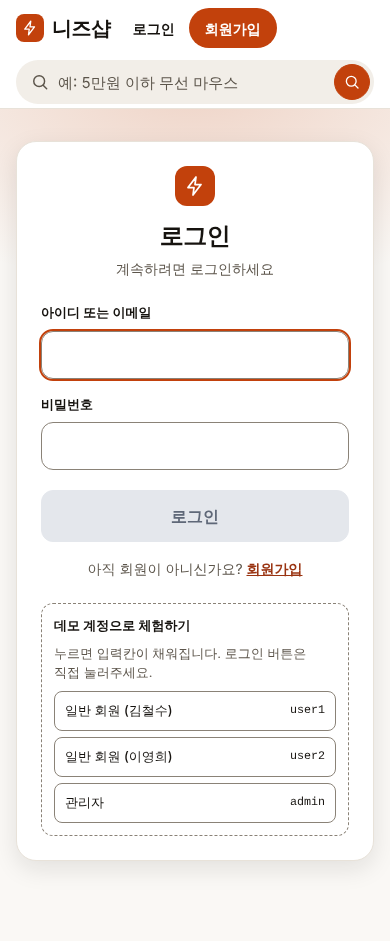 니즈샵
로그인
회원가입
예: 5만원 이하 무선 마우스
로그인
계속하려면 로그인하세요
아이디 또는 이메일
비밀번호
로그인
아직 회원이 아니신가요? 회원가입
데모 계정으로 체험하기
누르면 입력칸이 채워집니다. 로그인 버튼은
직접 눌러주세요.
일반 회원 (김철수) user1
일반 회원 (이영희) user2
관리자 admin